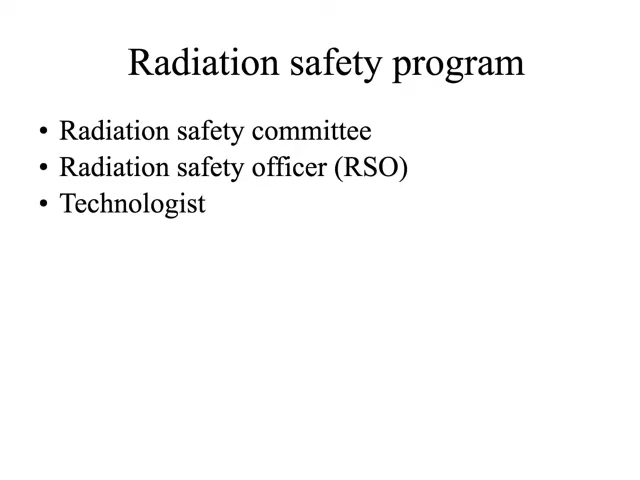 Radiation safety program
• Radiation safety committee
• Radiation safety officer (RSO)
• Technologist